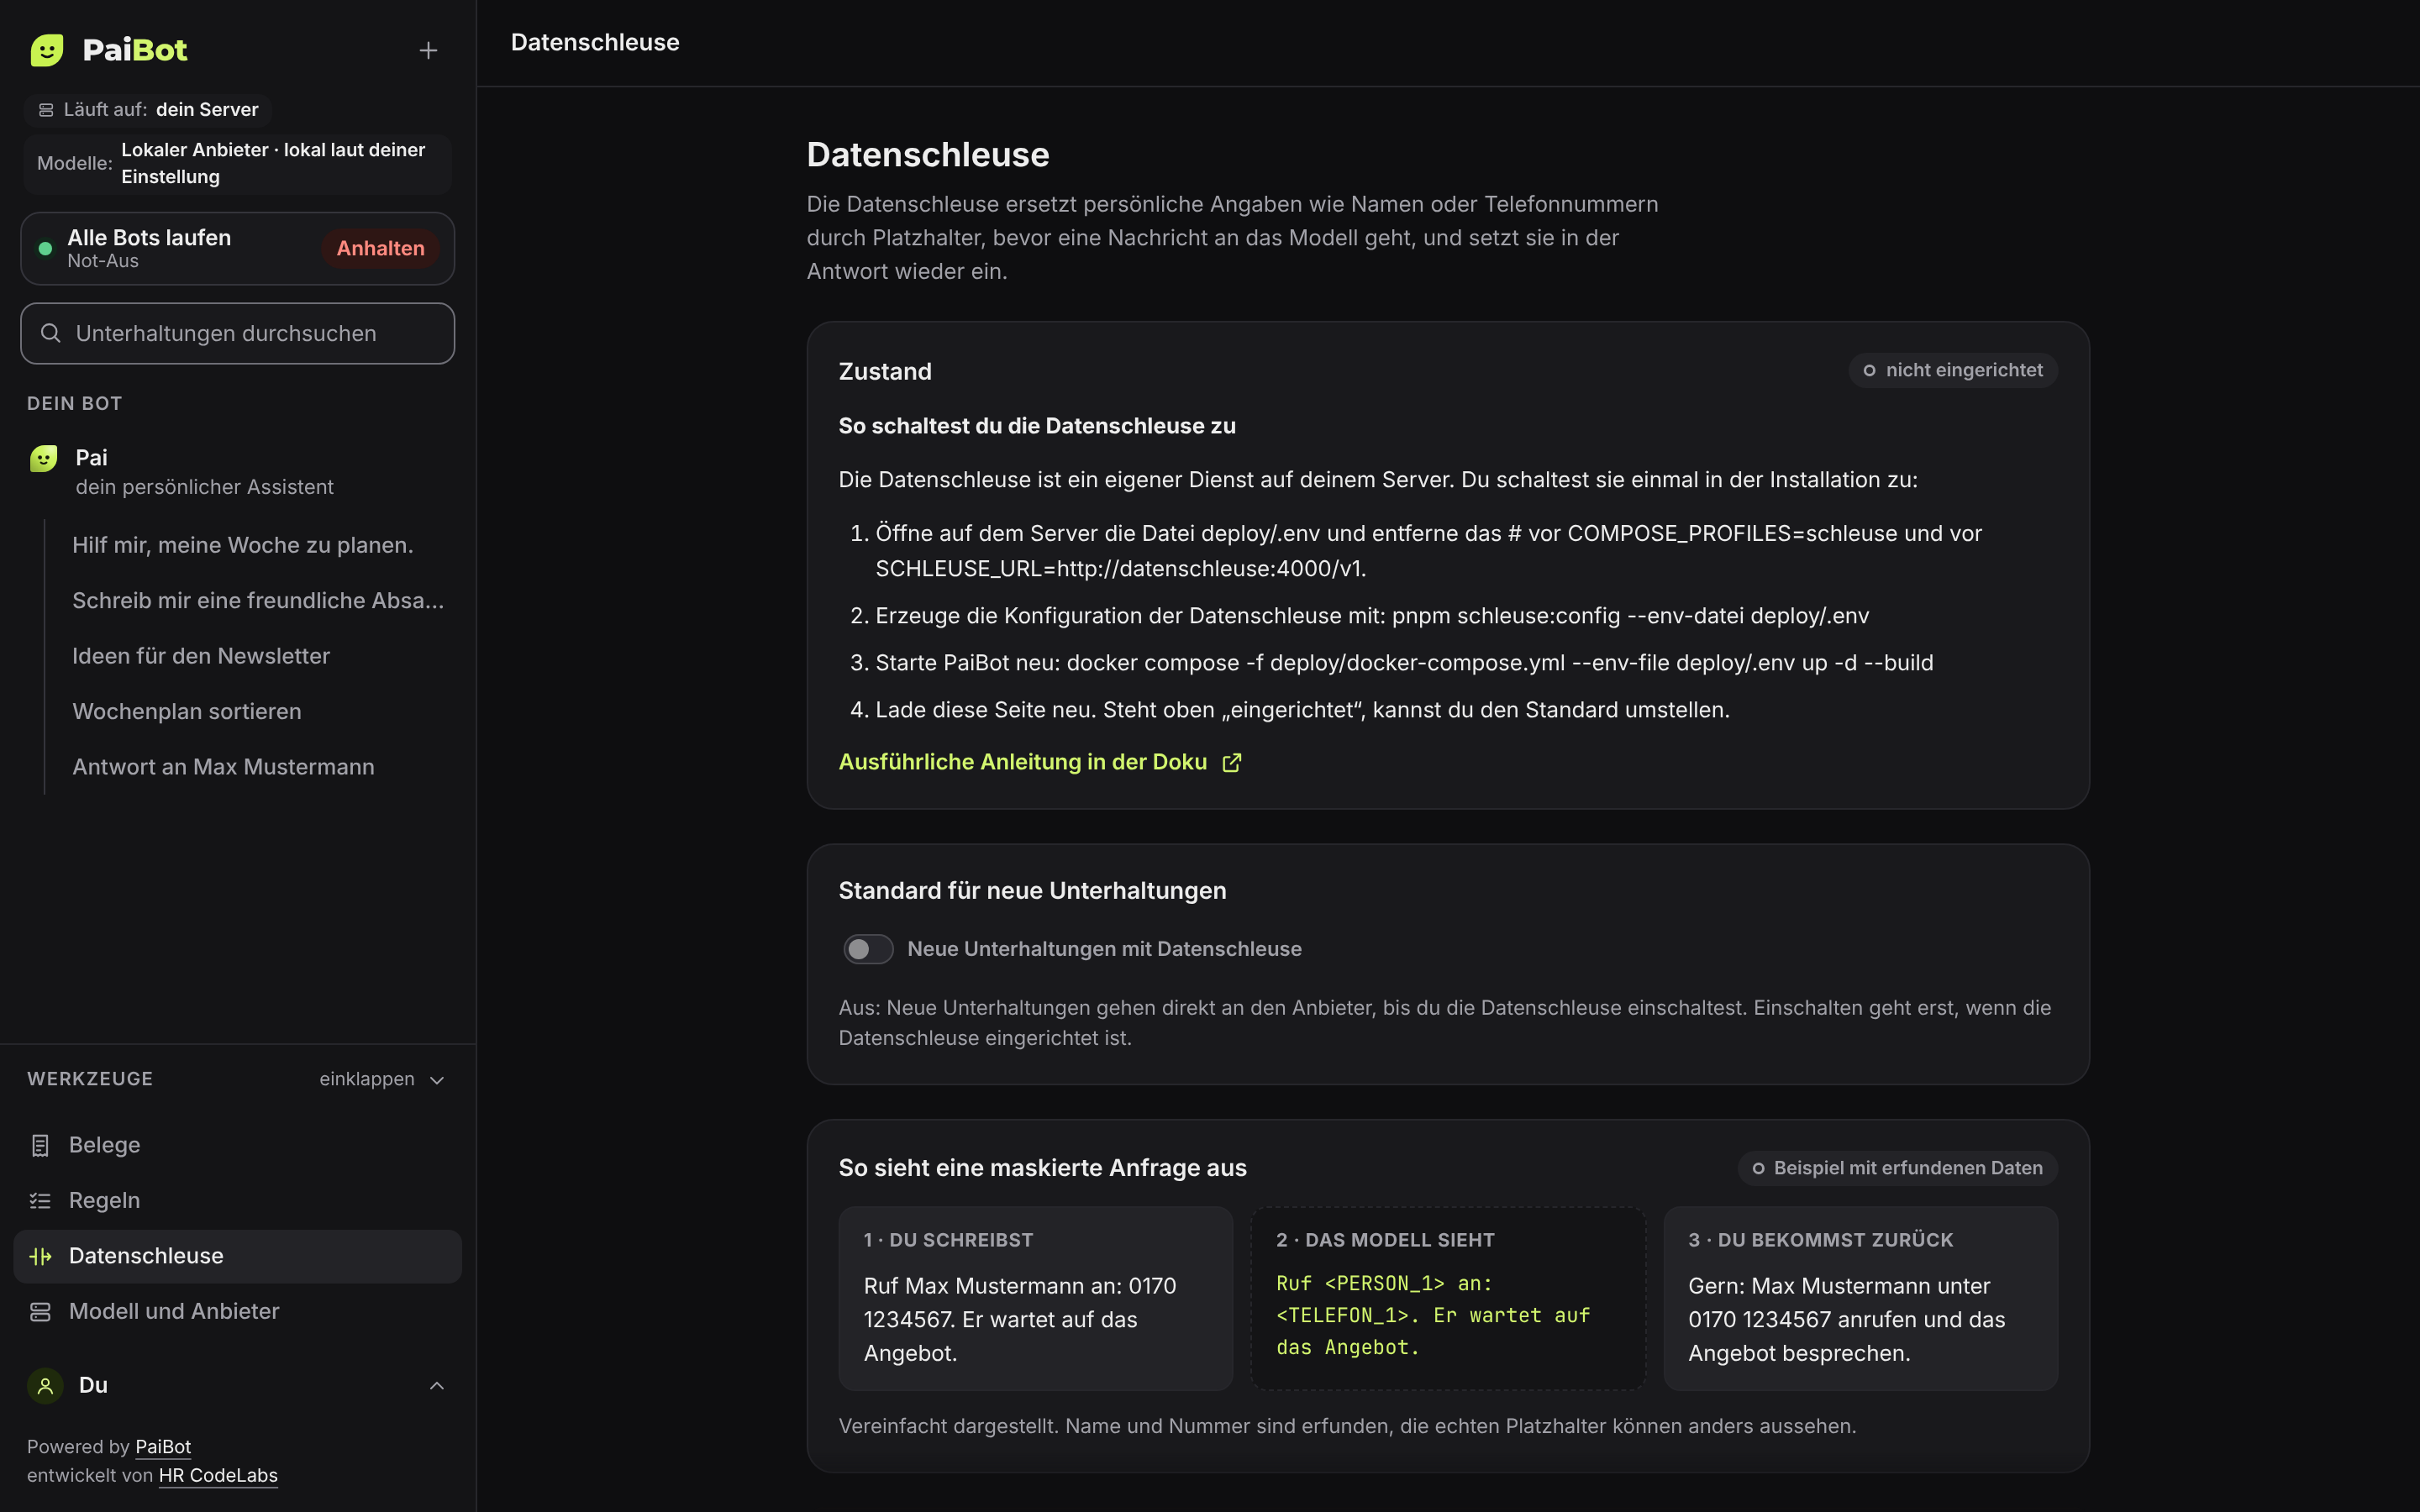 PaiBot
Läuft auf: dein Server
Modelle: Lokaler Anbieter · lokal laut deiner
Einstellung
Alle Bots laufen
Not-Aus
Anhalten
Unterhaltungen durchsuchen
DEIN BOT
Pai
dein persönlicher Assistent
Hilf mir, meine Woche zu planen.
Schreib mir eine freundliche Absa...
Ideen für den Newsletter
Wochenplan sortieren
Antwort an Max Mustermann
WERKZEUGE
einklappen
Belege
Regeln
Datenschleuse
Modell und Anbieter
Du
Powered by PaiBot
entwickelt von HR CodeLabs
Datenschleuse
Datenschleuse
Die Datenschleuse ersetzt persönliche Angaben wie Namen oder Telefonnummern
durch Platzhalter, bevor eine Nachricht an das Modell geht, und setzt sie in der
Antwort wieder ein.
Zustand
nicht eingerichtet
So schaltest du die Datenschleuse zu
Die Datenschleuse ist ein eigener Dienst auf deinem Server. Du schaltest sie einmal in der Installation zu:
1. Öffne auf dem Server die Datei deploy/.env und entferne das # vor COMPOSE_PROFILES=schleuse und vor
SCHLEUSE_URL=http://datenschleuse:4000/v1.
2. Erzeuge die Konfiguration der Datenschleuse mit: pnpm schleuse:config --env-datei deploy/.env
3. Starte PaiBot neu: docker compose -f deploy/docker-compose.yml --env-file deploy/.env up -d --build
4. Lade diese Seite neu. Steht oben „eingerichtet“, kannst du den Standard umstellen.
Ausführliche Anleitung in der Doku
Standard für neue Unterhaltungen
Neue Unterhaltungen mit Datenschleuse
Aus: Neue Unterhaltungen gehen direkt an den Anbieter, bis du die Datenschleuse einschaltest. Einschalten geht erst, wenn die
Datenschleuse eingerichtet ist.
So sieht eine maskierte Anfrage aus
Beispiel mit erfundenen Daten
1 · DU SCHREIBST
Ruf Max Mustermann an: 0170
1234567. Er wartet auf das
Angebot.
2 · DAS MODELL SIEHT
Ruf <PERSON_1> an:
<TELEFON_1>. Er wartet auf
das Angebot.
3 · DU BEKOMMST ZURÜCK
Gern: Max Mustermann unter
0170 1234567 anrufen und das
Angebot besprechen.
Vereinfacht dargestellt. Name und Nummer sind erfunden, die echten Platzhalter können anders aussehen.